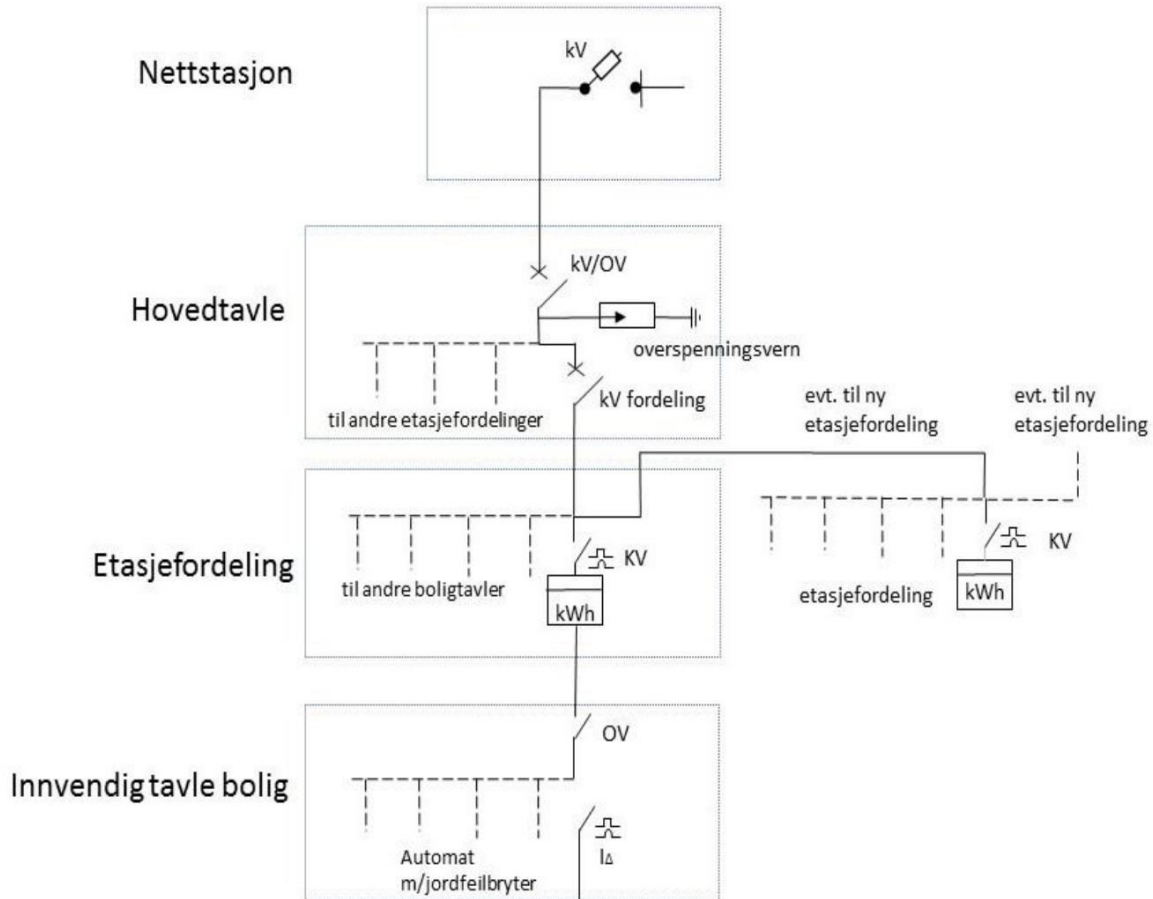 Nettstasjon
kV
Hovedtavle
kV/OV
overspenningsvern
kV fordeling
til andre etasjefordelinger
evt. til ny
etasjefordeling
evt. til ny
etasjefordeling
Etasjefordeling
KV
til andre boligtavler
kWh
KV
etasjefordeling
kWh
Innvendig tavle bolig
OV
IΔ
Automat
m/jordfeilbryter